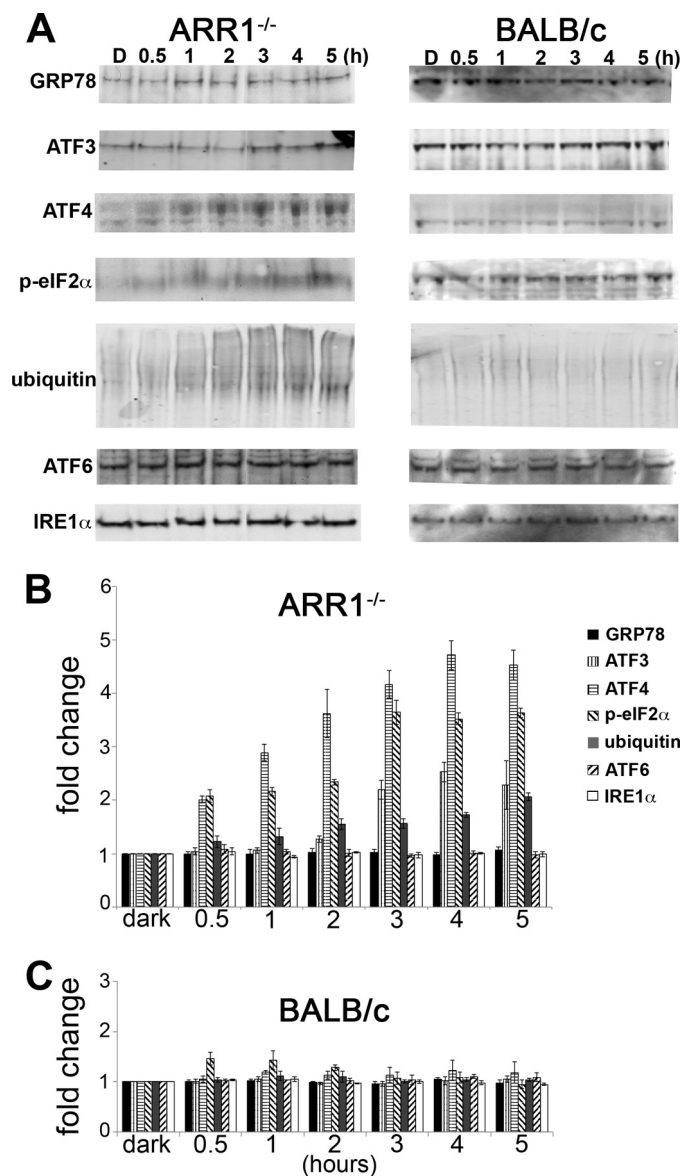 A
ARR1-/-
BALB/c
D 0.5 1 2 3 4 5 (h)
D 0.5 1 2 3 4 5 (h)
GRP78
ATF3
ATF4
p-eIF2α
ubiquitin
ATF6
IRE1α
B
ARR1-/-
fold change
6
5
4
3
2
1
0
dark 0.5 1 2 3 4 5
GRP78
ATF3
ATF4
p-eIF2α
ubiquitin
ATF6
IRE1α
C
BALB/c
fold change
3
2
1
0
dark 0.5 1 2 3 4 5
(hours)